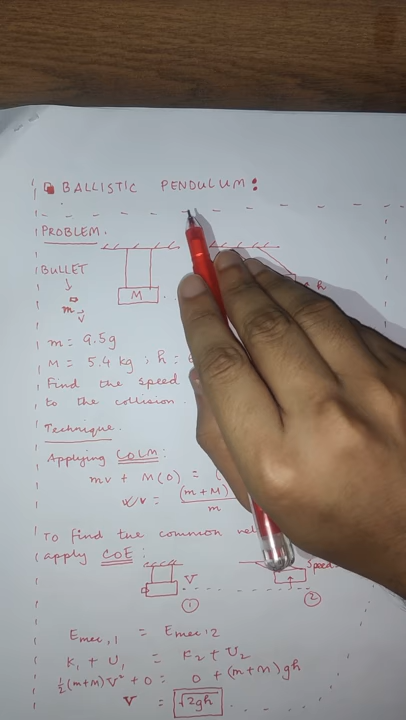 BALLISTIC PENDULUM:
PROBLEM.
BULLET
M
h
m
v
m = 9.5g
M = 5.4 kg ; h =
Find the speed
to the collision.
Technique.
Applying COLM
mv + M(0) = (
v = (m+M) / m
To find the common
apply COE:
V
Speed
① ②
Emec,1 = Emec,2
K₁ + U₁ = K₂ + U₂
½(m+M)V² + 0 = 0 + (m+M)gh
V = √2gh